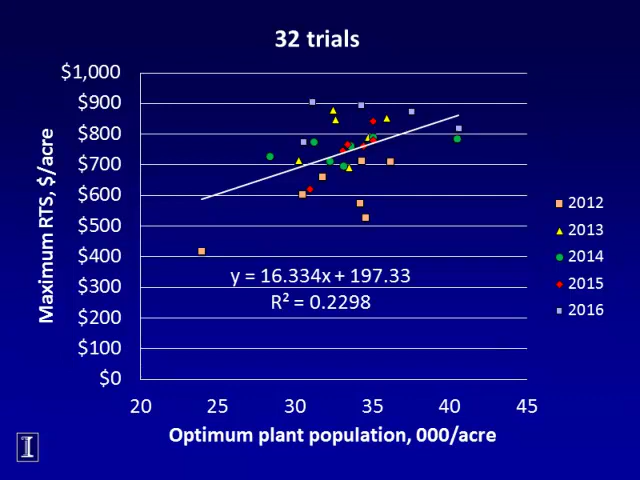 32 trials
$1,000
$900
$800
$700
$600
$500
$400
$300
$200
$100
$0
Maximum RTS, $/acre
y = 16.334x + 197.33
R² = 0.2298
2012
2013
2014
2015
2016
20 25 30 35 40 45
Optimum plant population, 000/acre
I